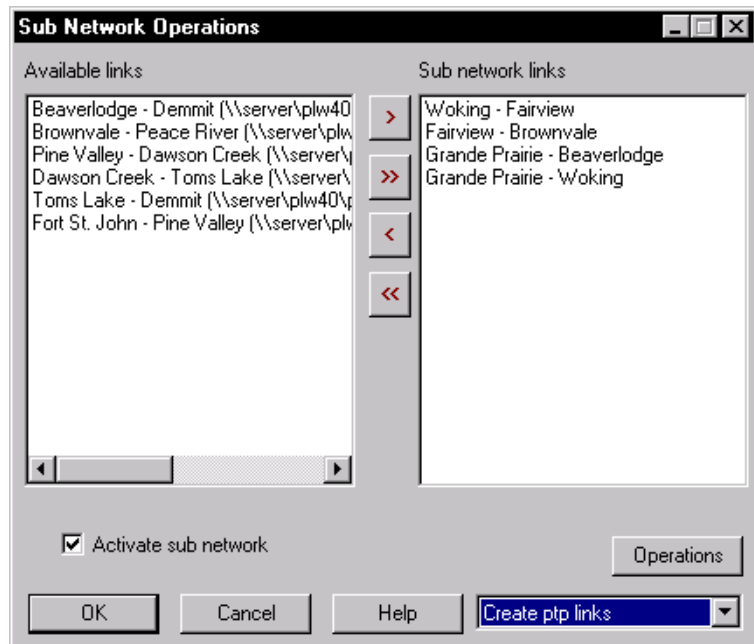 Sub Network Operations
Available links
Sub network links
Beaverlodge - Demmit (\\server\plw40
Brownvale - Peace River (\\server\plw
Pine Valley - Dawson Creek (\\server\
Dawson Creek - Toms Lake (\\server\
Toms Lake - Demmit (\\server\plw40\p
Fort St. John - Pine Valley (\\server\plw
>
>>
<
<<
Woking - Fairview
Fairview - Brownvale
Grande Prairie - Beaverlodge
Grande Prairie - Woking
Activate sub network
Operations
OK
Cancel
Help
Create ptp links